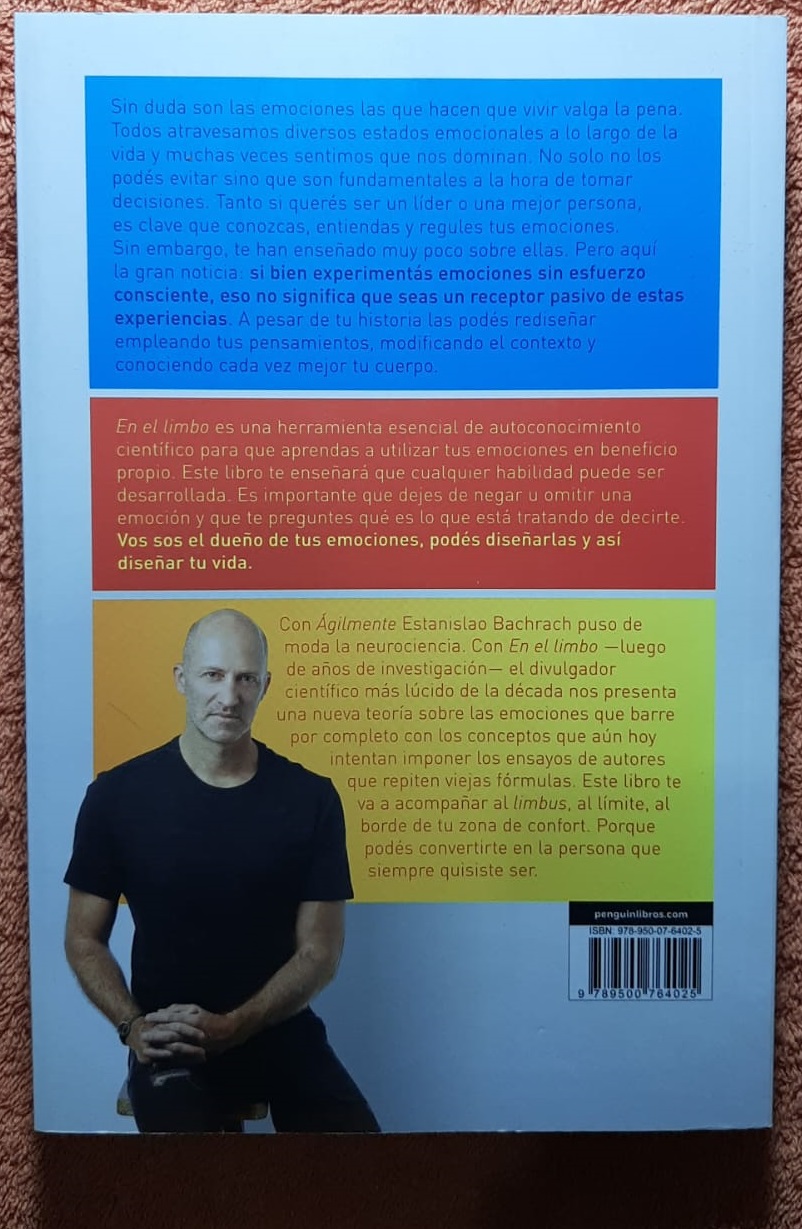 Sin duda son las emociones las que hacen que vivir valga la pena.
Todos atravesamos diversos estados emocionales a lo largo de la
vida y muchas veces sentimos que nos dominan. No solo no los
podés evitar sino que son fundamentales a la hora de tomar
decisiones. Tanto si querés ser un líder o una mejor persona,
es clave que conozcas, entiendas y regules tus emociones.
Sin embargo, te han enseñado muy poco sobre ellas. Pero aquí
la gran noticia: si bien experimentás emociones sin esfuerzo
consciente, eso no significa que seas un receptor pasivo de estas
experiencias. A pesar de tu historia las podés rediseñar
empleando tus pensamientos, modificando el contexto y
conociendo cada vez mejor tu cuerpo.
En el limbo es una herramienta esencial de autoconocimiento
científico para que aprendas a utilizar tus emociones en beneficio
propio. Este libro te enseñará que cualquier habilidad puede ser
desarrollada. Es importante que dejes de negar u omitir una
emoción y que te preguntes qué es lo que está tratando de decirte.
Vos sos el dueño de tus emociones, podés diseñarlas y así
diseñar tu vida.
Con Ágilmente Estanislao Bachrach puso de
moda la neurociencia. Con En el limbo —luego
de años de investigación— el divulgador
científico más lúcido de la década nos presenta
una nueva teoría sobre las emociones que barre
por completo con los conceptos que aún hoy
intentan imponer los ensayos de autores
que repiten viejas fórmulas. Este libro te
va a acompañar al limbus, al límite, al
borde de tu zona de confort. Porque
podés convertirte en la persona que
siempre quisiste ser.
penguinlibros.com
ISBN: 978-950-07-6402-5
9 789500 764025